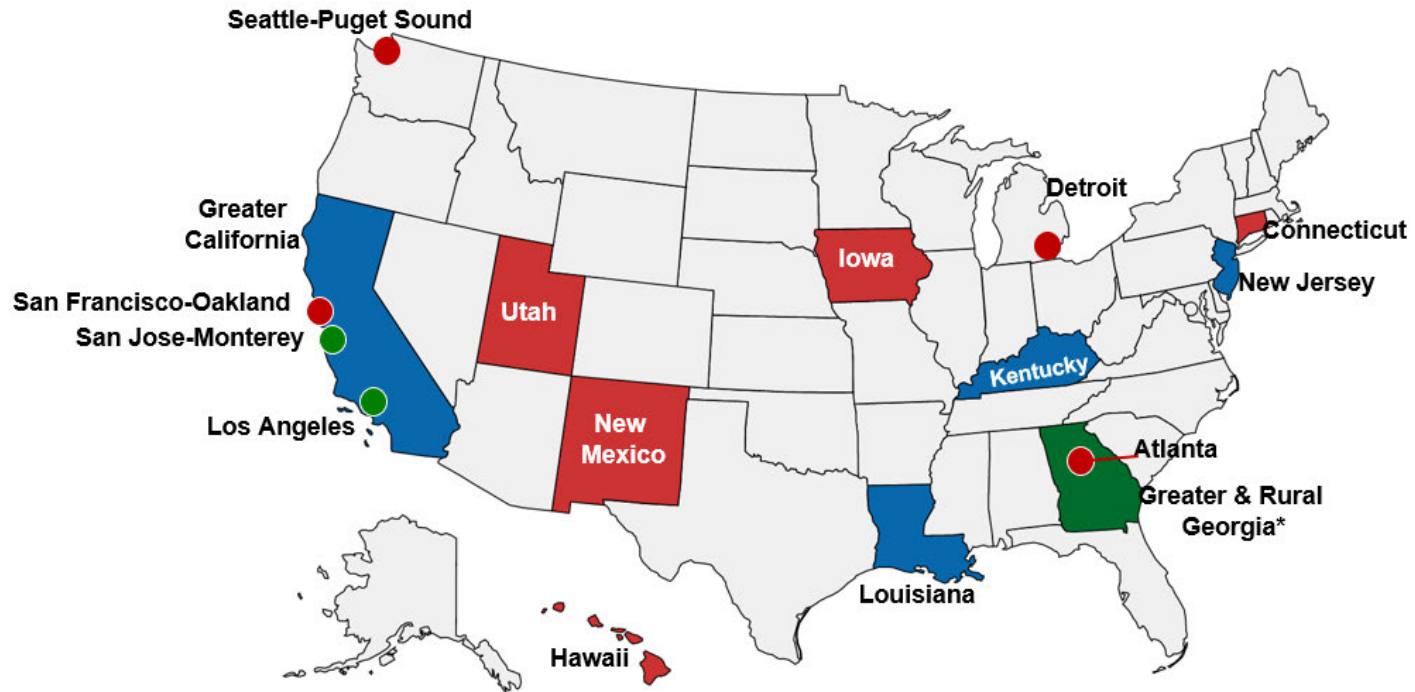 Seattle-Puget Sound
Detroit
Greater
California
Connecticut
Iowa
New Jersey
San Francisco-Oakland
Utah
San Jose-Monterey
Kentucky
Los Angeles
New
Mexico
Atlanta
Greater & Rural
Georgia*
Louisiana
Hawaii